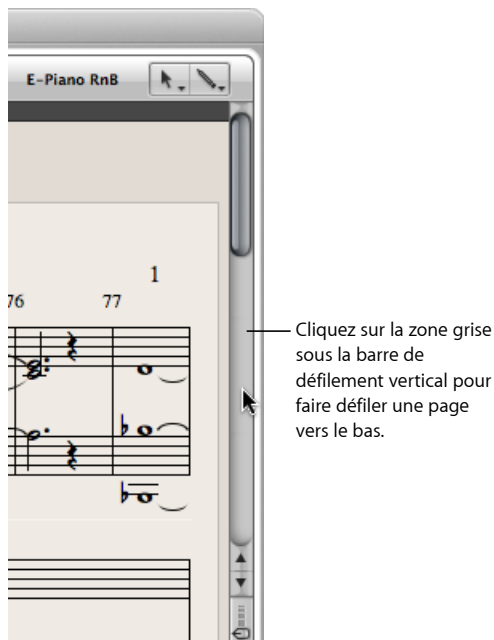 E-Piano RnB
1
76 77
Cliquez sur la zone grise
sous la barre de
défilement vertical pour
faire défiler une page
vers le bas.